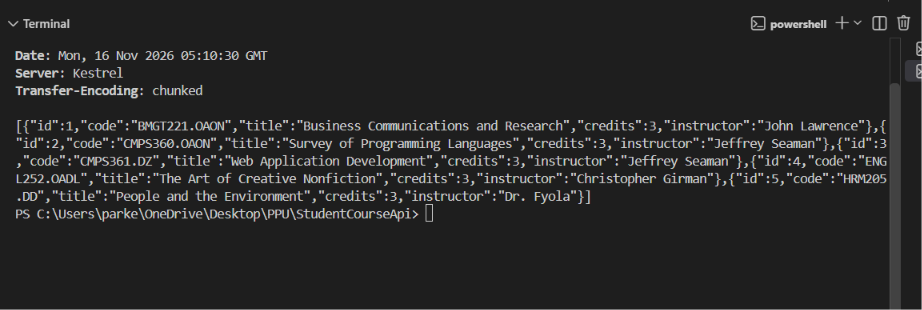 Terminal
powershell
Date: Mon, 16 Nov 2026 05:10:30 GMT
Server: Kestrel
Transfer-Encoding: chunked
[{"id":1,"code":"BMGT221.OAON","title":"Business Communications and Research","credits":3,"instructor":"John Lawrence"},{
"id":2,"code":"CMPS360.OAON","title":"Survey of Programming Languages","credits":3,"instructor":"Jeffrey Seaman"},{"id":3
,"code":"CMPS361.DZ","title":"Web Application Development","credits":3,"instructor":"Jeffrey Seaman"},{"id":4,"code":"ENG
L252.OADL","title":"The Art of Creative Nonfiction","credits":3,"instructor":"Christopher Girman"},{"id":5,"code":"HRM205
.DD","title":"People and the Environment","credits":3,"instructor":"Dr. Fyola"}]
PS C:\Users\parke\OneDrive\Desktop\PPU\StudentCourseApi>